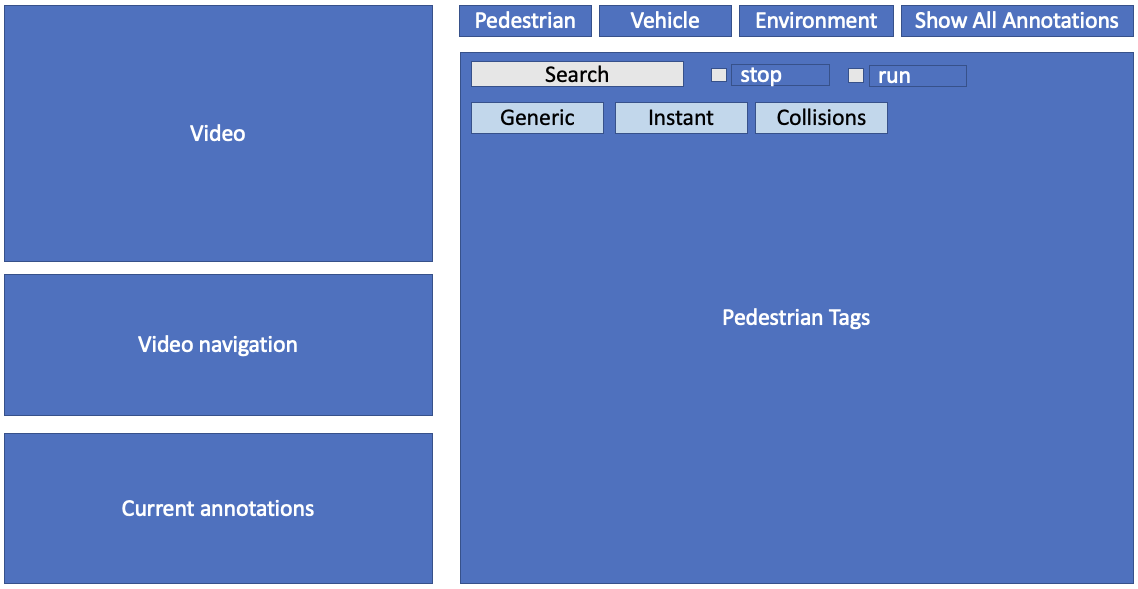 Video
Video navigation
Current annotations
Pedestrian
Vehicle
Environment
Show All Annotations
Search
stop
run
Generic
Instant
Collisions
Pedestrian Tags